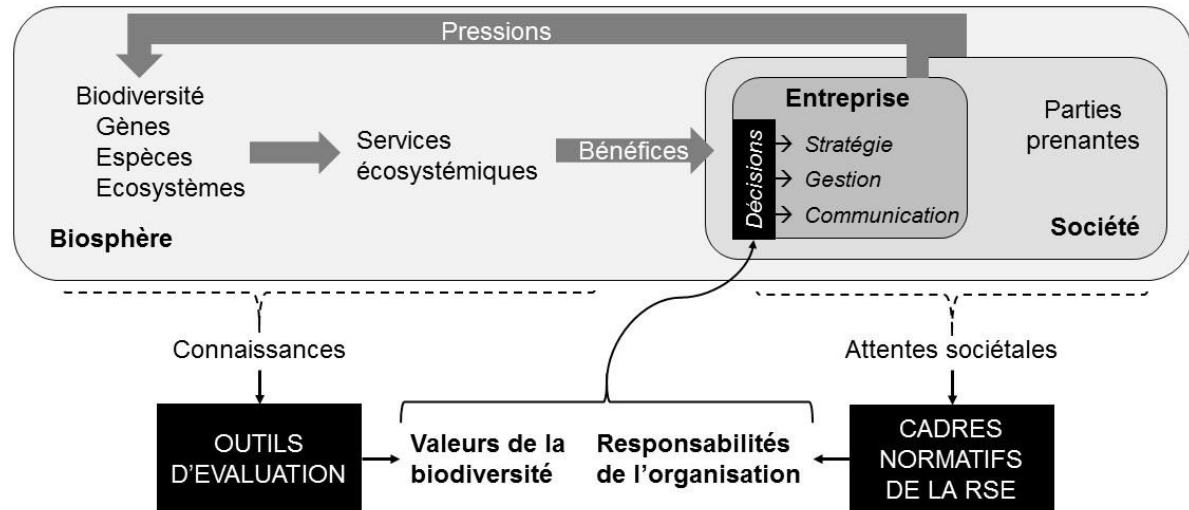 Pressions
Biodiversité
Gènes
Espèces
Ecosystèmes
Biosphère
Services
écosystémiques
Bénéfices
Entreprise
Décisions
Stratégie
Gestion
Communication
Parties
prenantes
Société
Connaissances
Attentes sociétales
OUTILS
D'EVALUATION
Valeurs de la
biodiversité
Responsabilités
de l'organisation
CADRES
NORMATIFS
DE LA RSE